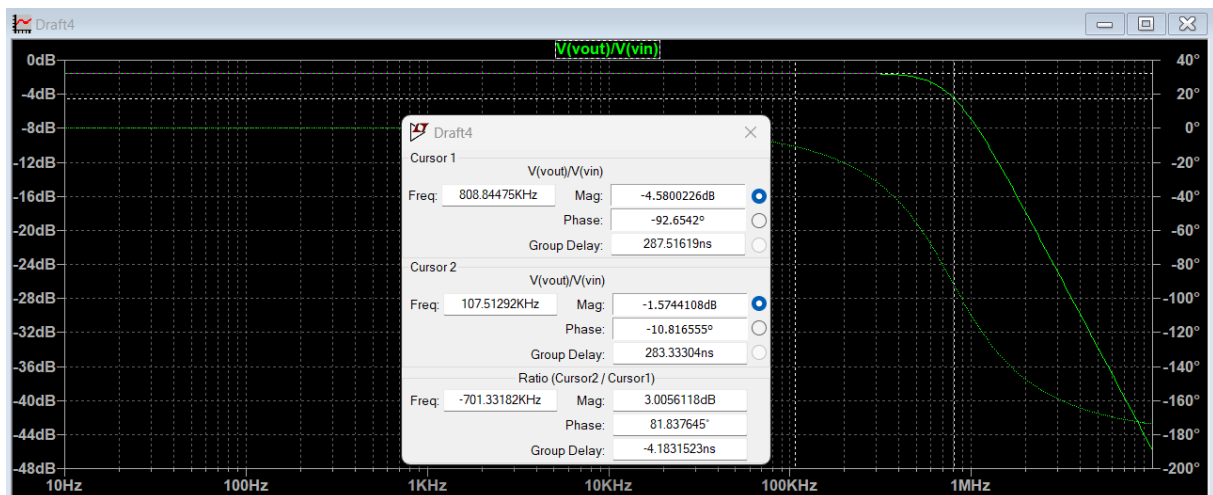 Draft4
V(vout)/V(vin)
0dB
-4dB
-8dB
-12dB
-16dB
-20dB
-24dB
-28dB
-32dB
-36dB
-40dB
-44dB
-48dB
40°
20°
0°
-20°
-40°
-60°
-80°
-100°
-120°
-140°
-160°
-180°
-200°
10Hz 100Hz 1KHz 10KHz 100KHz 1MHz
Draft4
Cursor 1
V(vout)/V(vin)
Freq: 808.84475KHz Mag: -4.5800226dB
Phase: -92.6542°
Group Delay: 287.51619ns
Cursor 2
V(vout)/V(vin)
Freq: 107.51292KHz Mag: -1.5744108dB
Phase: -10.816555°
Group Delay: 283.33304ns
Ratio (Cursor2 / Cursor1)
Freq: -701.33182KHz Mag: 3.0056118dB
Phase: 81.837645°
Group Delay: -4.1831523ns